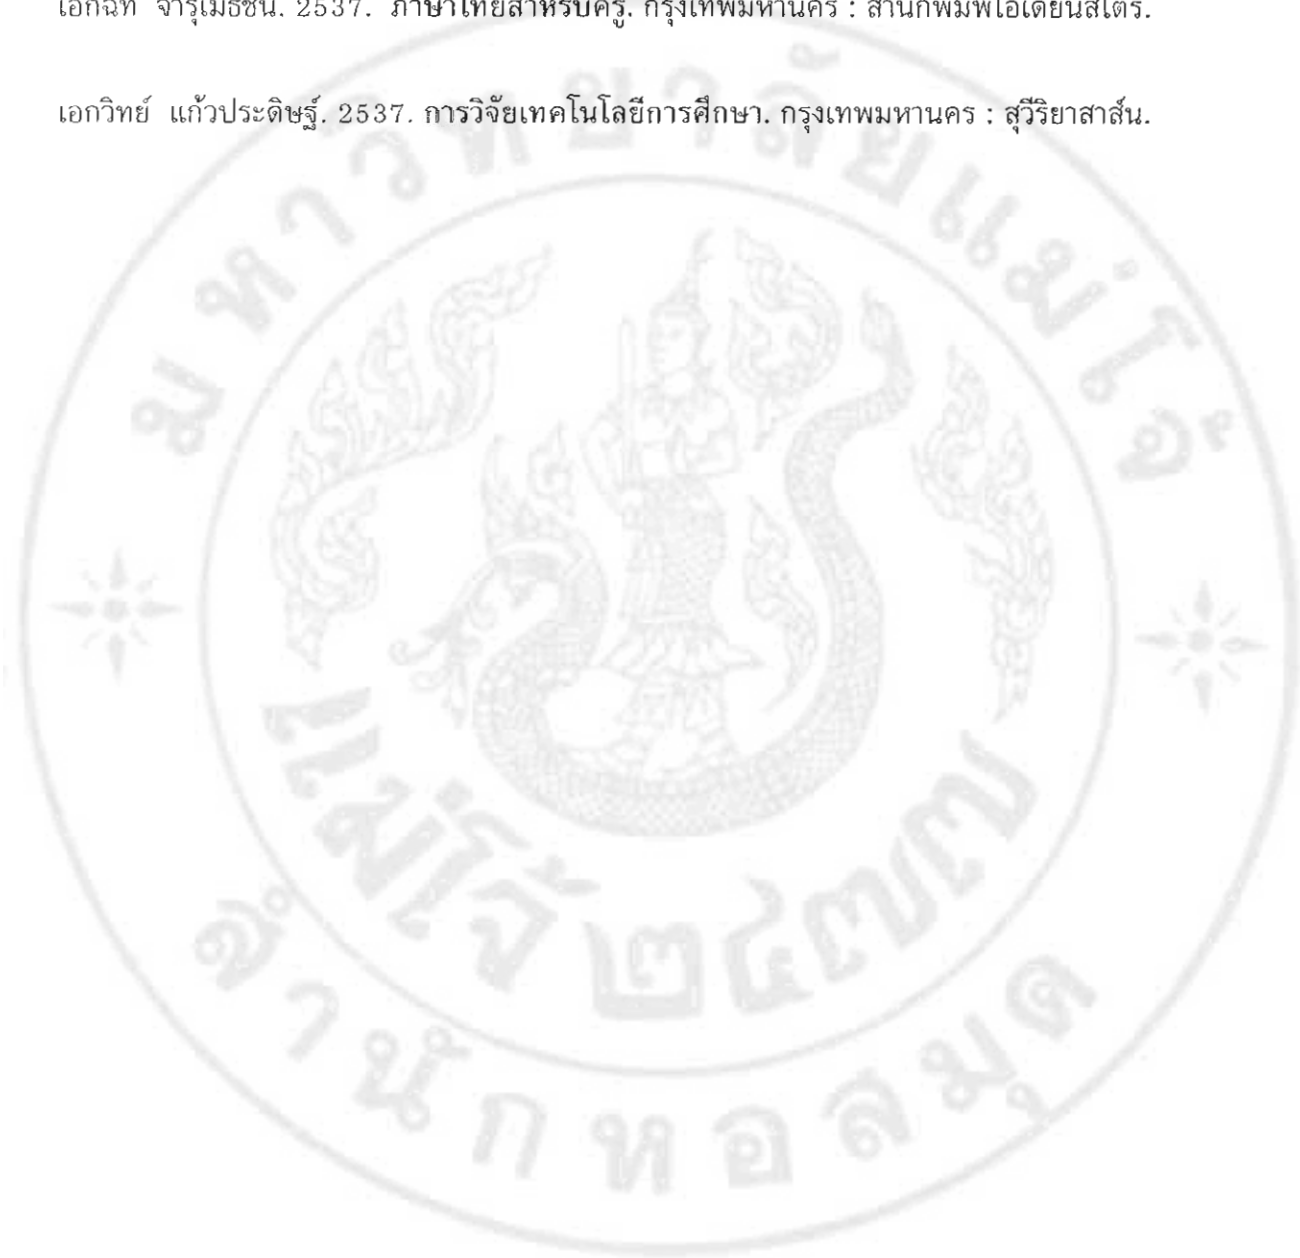 เอกฉัท จารุเมธีชน. 2537. ภาษาไทยสำหรับครู. กรุงเทพมหานคร : สำนักพิมพ์โอเดียนสโตร์.
เอกวิทย์ แก้วประดิษฐ์. 2537. การวิจัยเทคโนโลยีการศึกษา. กรุงเทพมหานคร : สุวีริยาสาส์น.
มหาวิทยาลัยแม่โจ้
แม่โจ้ ๒๔๗๗
สำนักหอสมุด